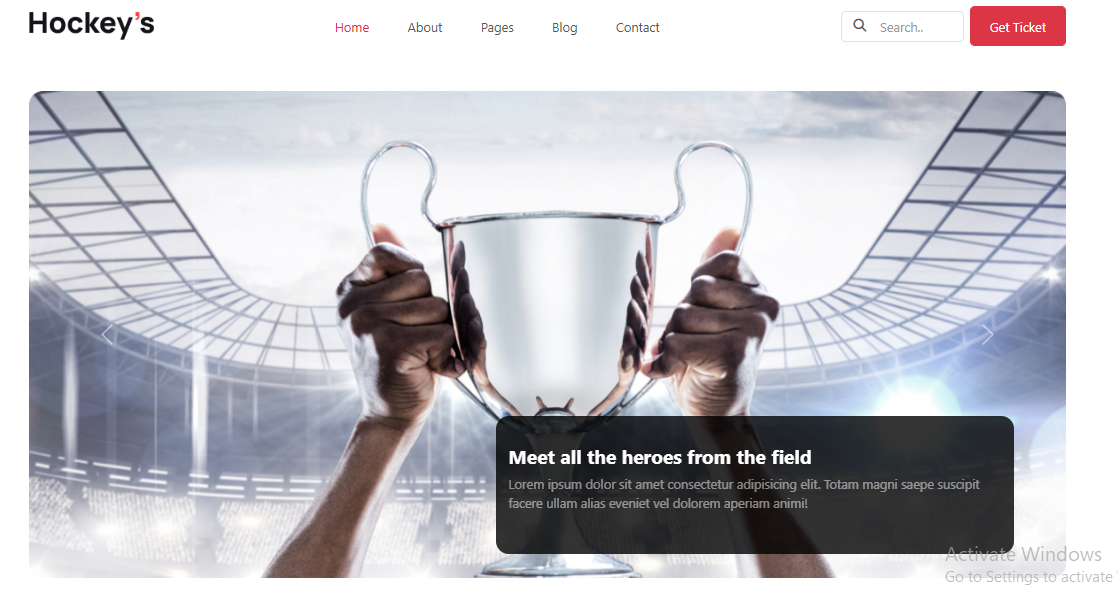 Hockey's
Home About Pages Blog Contact
Search..
Get Ticket
Meet all the heroes from the field
Lorem ipsum dolor sit amet consectetur adipisicing elit. Totam magni saepe suscipit
facere ullam alias eveniet vel dolorem aperiam animi!
Activate Windows
Go to Settings to activate